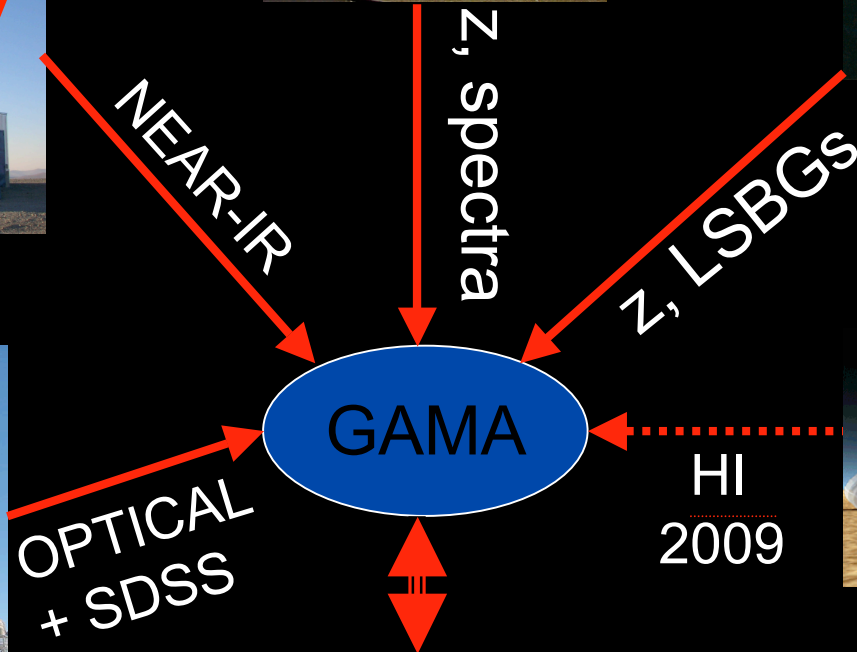 NEAR-IR
z, spectra
z, LSBGs
GAMA
OPTICAL
+ SDSS
HI
2009